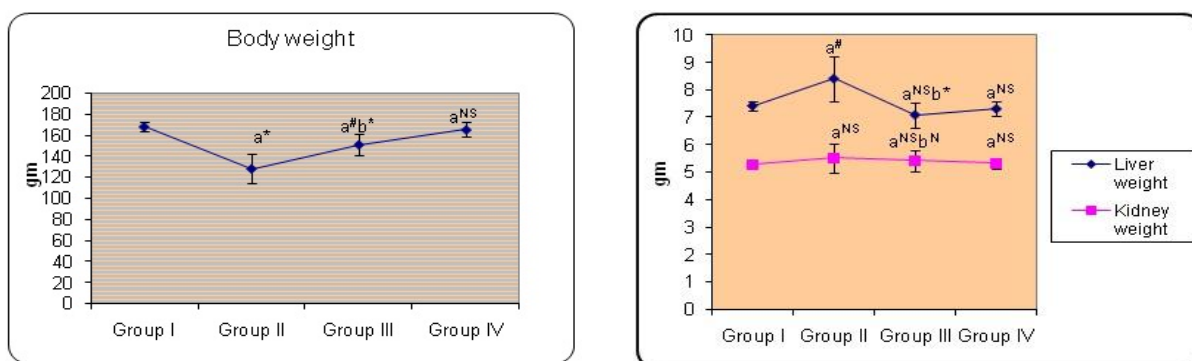 Body weight
200
180
160
140
120
100
80
60
40
20
0
gm
a*
a#b*
aNS
Group I Group II Group III Group IV
10
9
8
7
6
5
4
3
2
1
0
gm
a#
aNSb*
aNS
aNS
aNSbN
aNS
Group I Group II Group III Group IV
Liver
weight
Kidney
weight